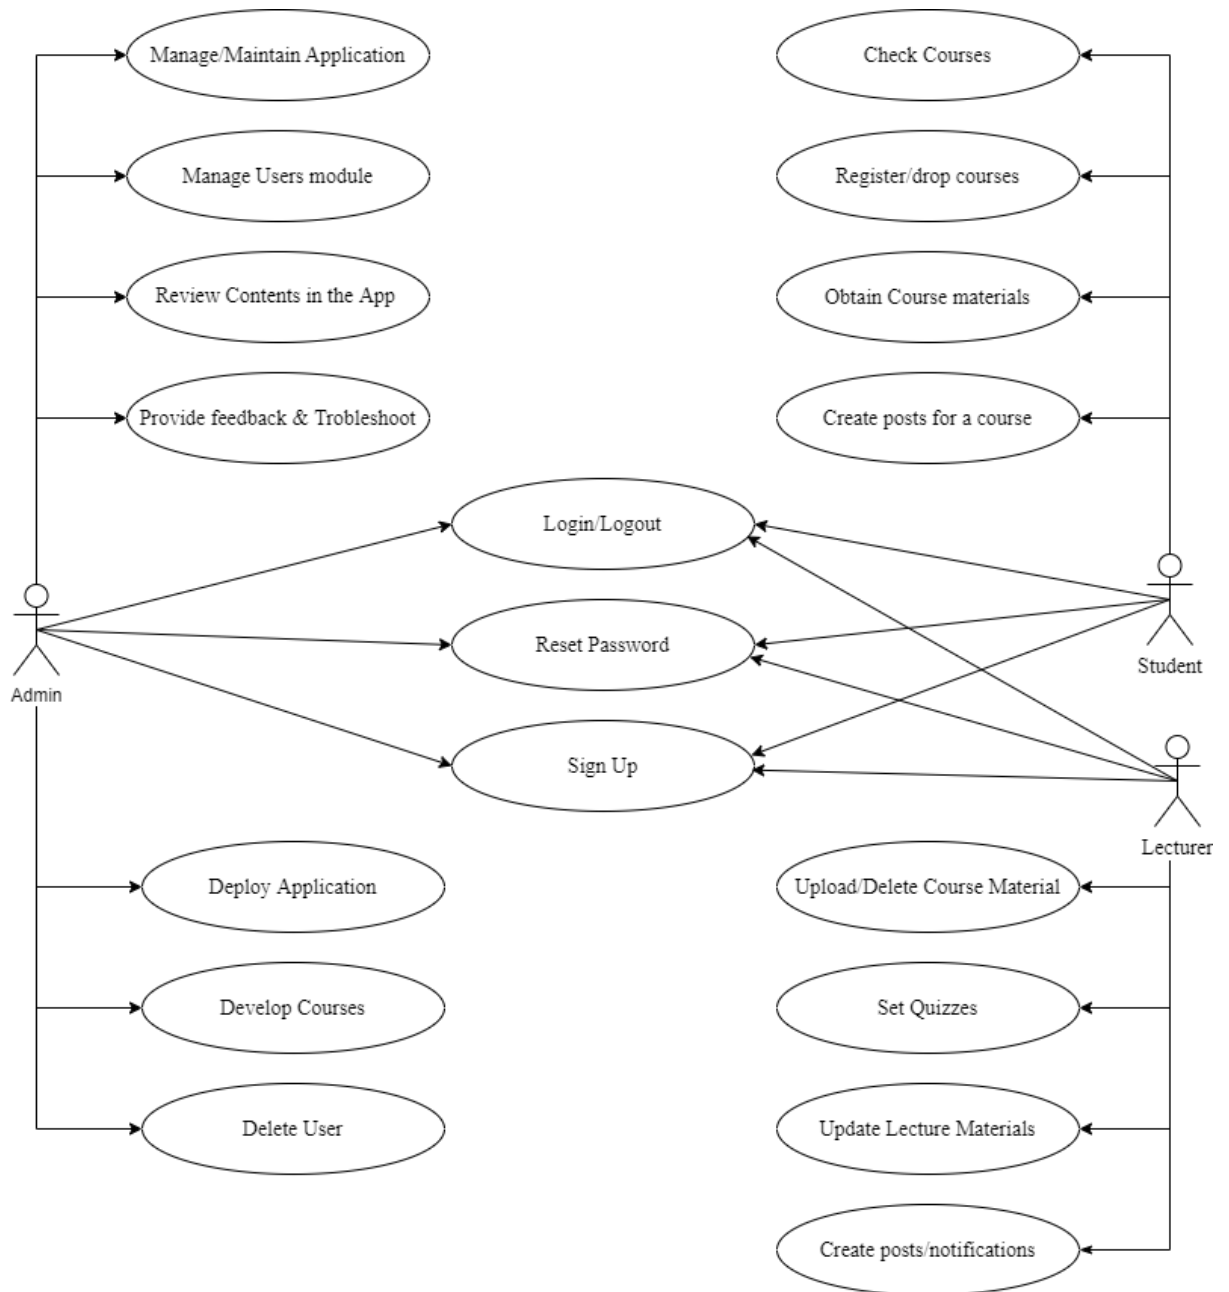 Manage/Maintain Application
Check Courses
Manage Users module
Register/drop courses
Review Contents in the App
Obtain Course materials
Provide feedback & Trobleshoot
Create posts for a course
Login/Logout
Reset Password
Student
Admin
Sign Up
Lecturer
Deploy Application
Upload/Delete Course Material
Develop Courses
Set Quizzes
Delete User
Update Lecture Materials
Create posts/notifications